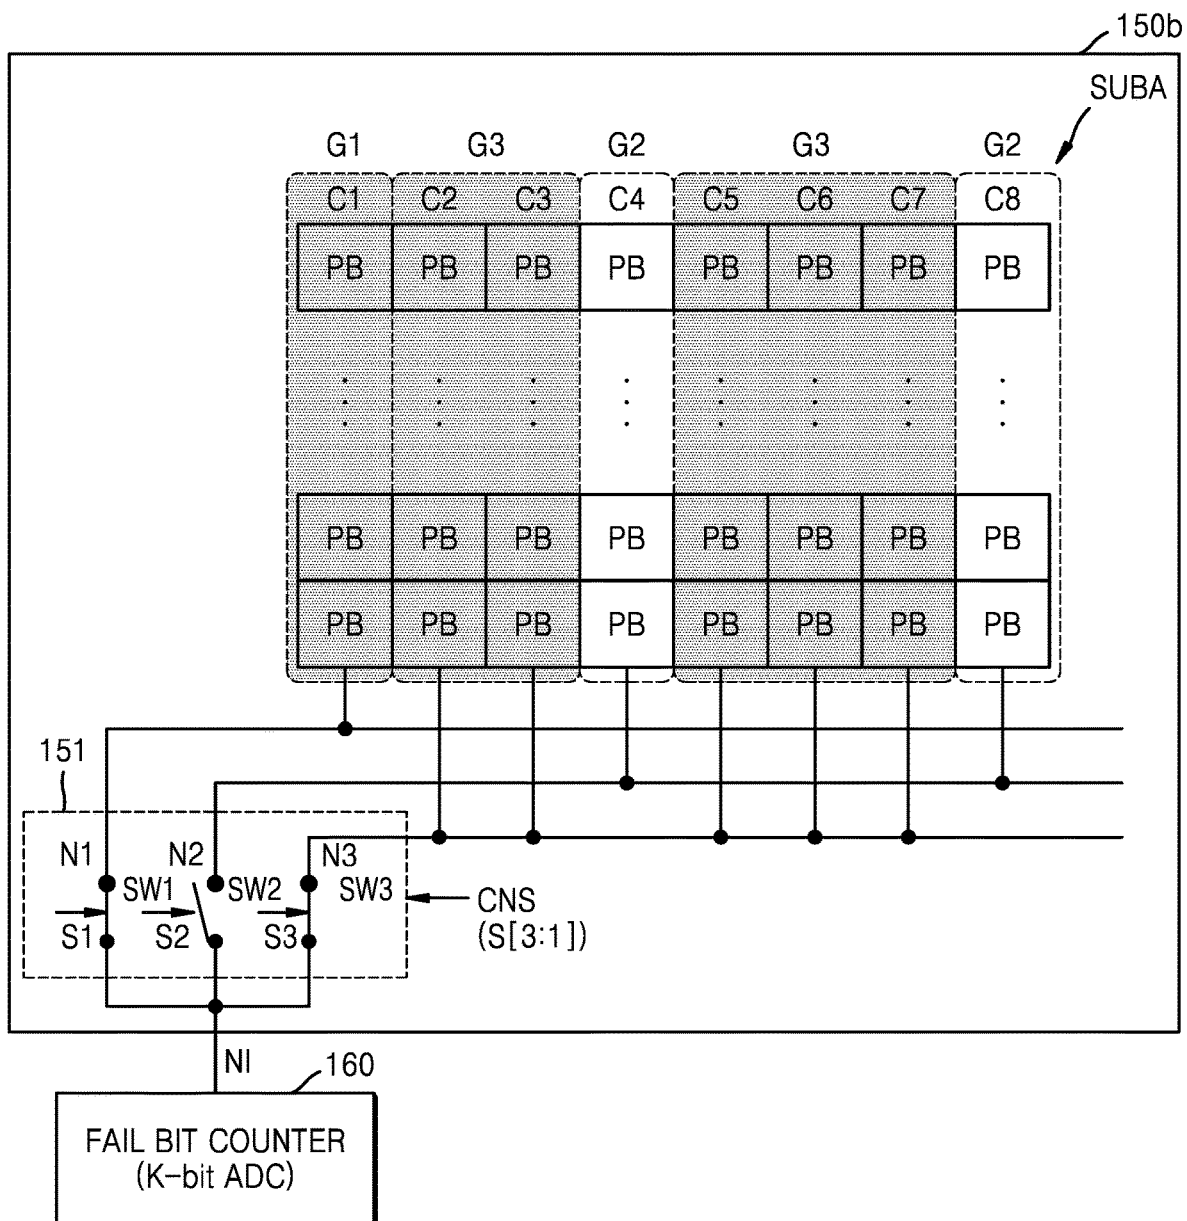 150b
SUBA
G1 G3 G2 G3 G2
C1 C2 C3 C4 C5 C6 C7 C8
PB PB PB PB PB PB PB PB
PB PB PB PB PB PB PB PB
PB PB PB PB PB PB PB PB
151
N1 N2 N3
SW1 SW2 SW3
S1 S2 S3
CNS
(S[3:1])
NI
160
FAIL BIT COUNTER
(K-bit ADC)